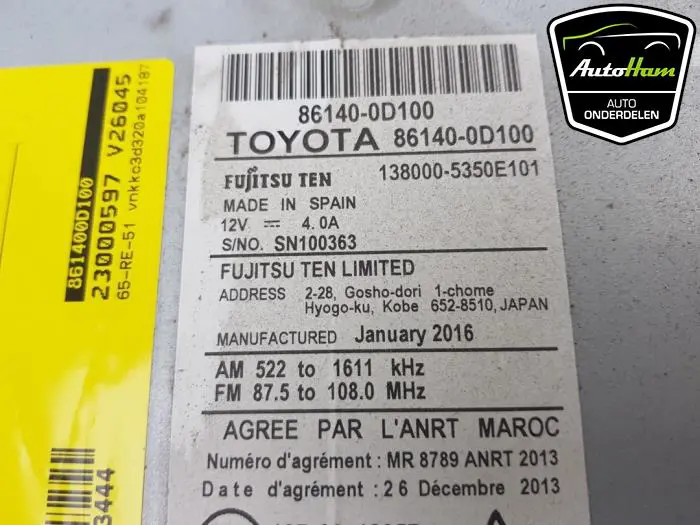 AutoHam
AUTO
ONDERDELEN
86140-0D100
TOYOTA 86140-0D100
FUJITSU TEN 138000-5350E101
MADE IN SPAIN
12V 4.0A
S/NO. SN100363
FUJITSU TEN LIMITED
ADDRESS 2-28, Gosho-dori 1-chome
Hyogo-ku, Kobe 652-8510, JAPAN
MANUFACTURED January 2016
AM 522 to 1611 kHz
FM 87.5 to 108.0 MHz
AGREE PAR L'ANRT MAROC
Numéro d'agrément: MR 8789 ANRT 2013
Date d'agrément: 26 Décembre 2013
861400D100
23000597 V26045
65-RE-51 vnkkc3d320a104187